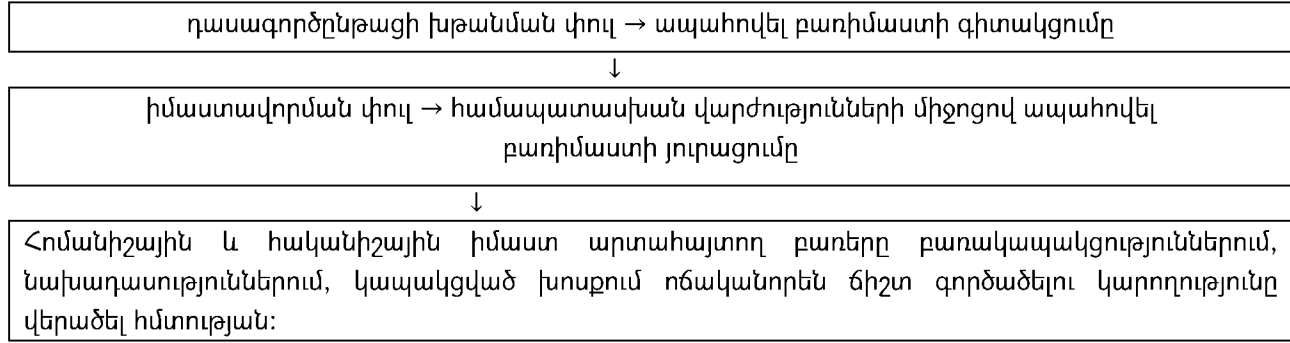 դասագործընթացի խթանման փուլ → ապահովել բառիմաստի գիտակցումը
↓
իմաստավորման փուլ → համապատասխան վարժությունների միջոցով ապահովել
բառիմաստի յուրացումը
↓
Հոմանիշային և հականիշային իմաստ արտահայտող բառերը բառակապակցություններում,
նախադասություններում, կապակցված խոսքում ոճականորեն ճիշտ գործածելու կարողությունը
վերածել հմտության: